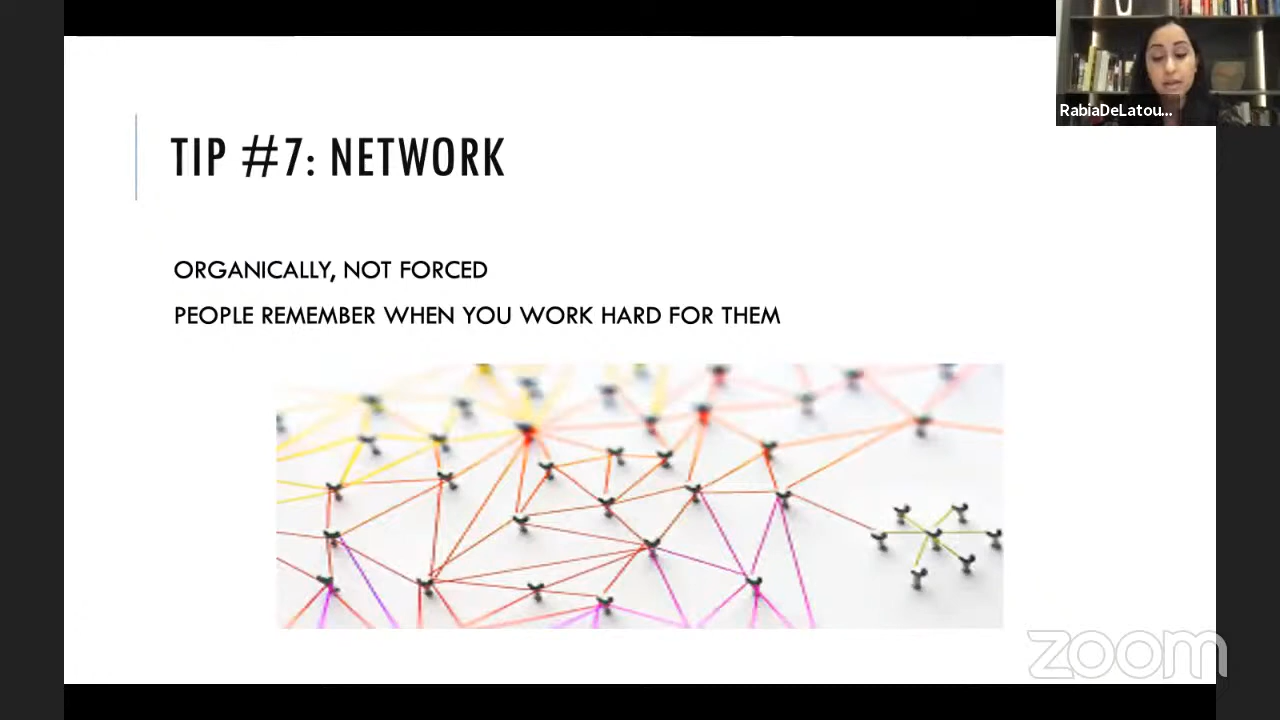 RabiaDeLatou...
TIP #7: NETWORK
ORGANICALLY, NOT FORCED
PEOPLE REMEMBER WHEN YOU WORK HARD FOR THEM
zoom